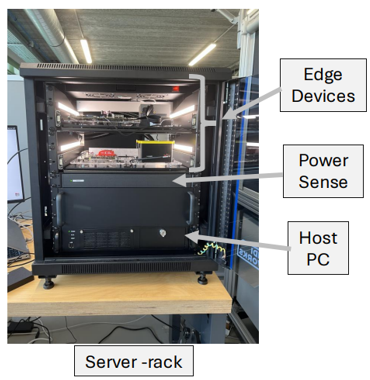 Edge
Devices
Power
Sense
Host
PC
Server -rack